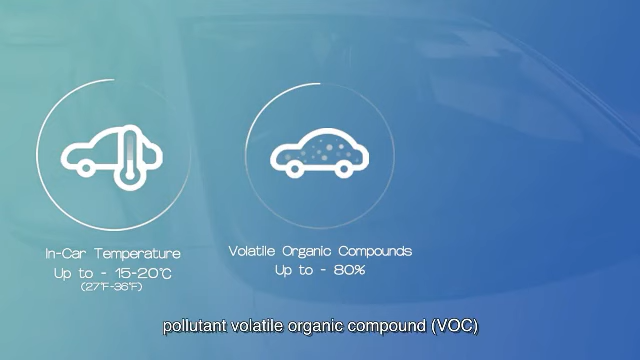 In-Car Temperature
Up to - 15-20℃
(27℉-36℉)
Volatile Organic Compounds
Up to - 80%
pollutant volatile organic compound (VOC)